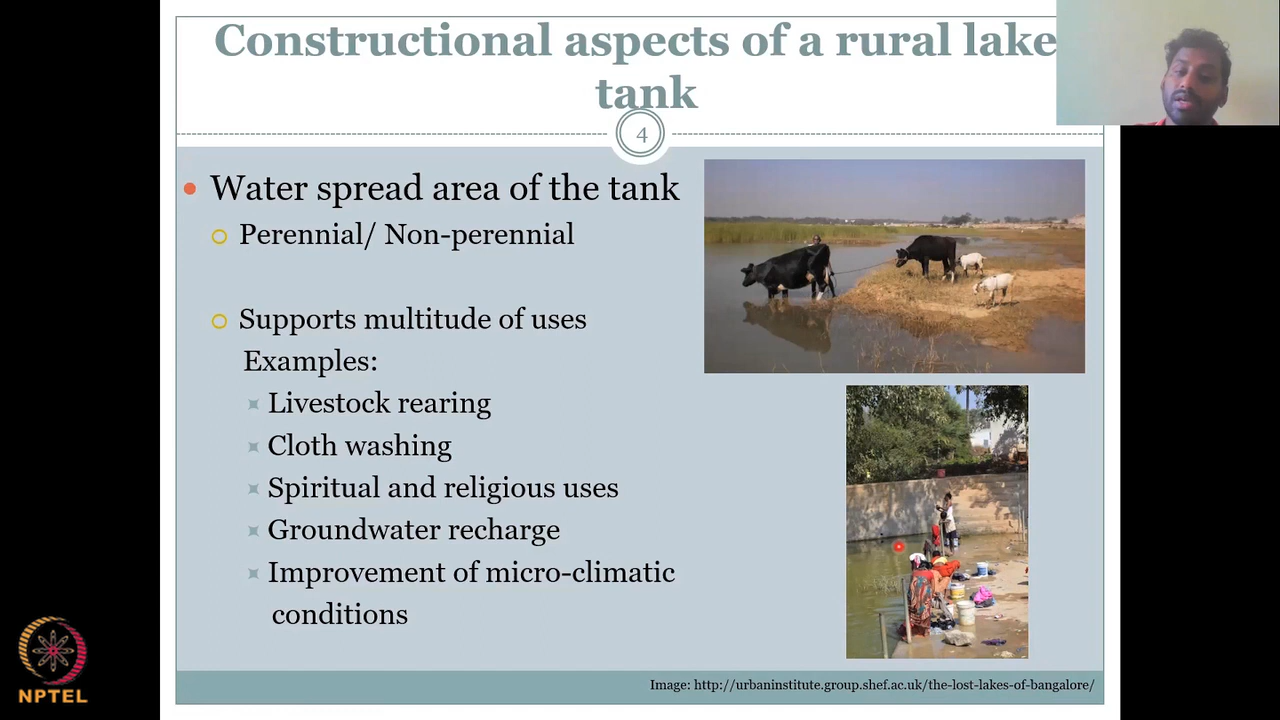 Constructional aspects of a rural lake
tank
4
Water spread area of the tank
Perennial/ Non-perennial
Supports multitude of uses
Examples:
Livestock rearing
Cloth washing
Spiritual and religious uses
Groundwater recharge
Improvement of micro-climatic
conditions
Image: http://urbaninstitute.group.shef.ac.uk/the-lost-lakes-of-bangalore/
NPTEL